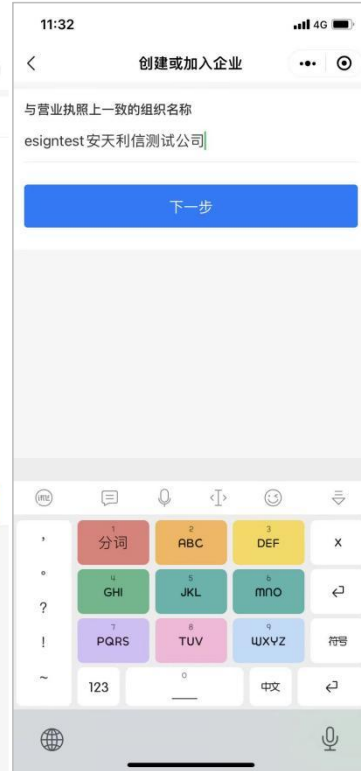 11:32 4G
创建或加入企业
与营业执照上一致的组织名称
esigntest安天利信测试公司
下一步
, 1 分词 2 ABC 3 DEF X
。 4 GHI 5 JKL 6 MNO
?
! 7 PQRS 8 TUV 9 WXYZ 符号
~ 123 0 中文